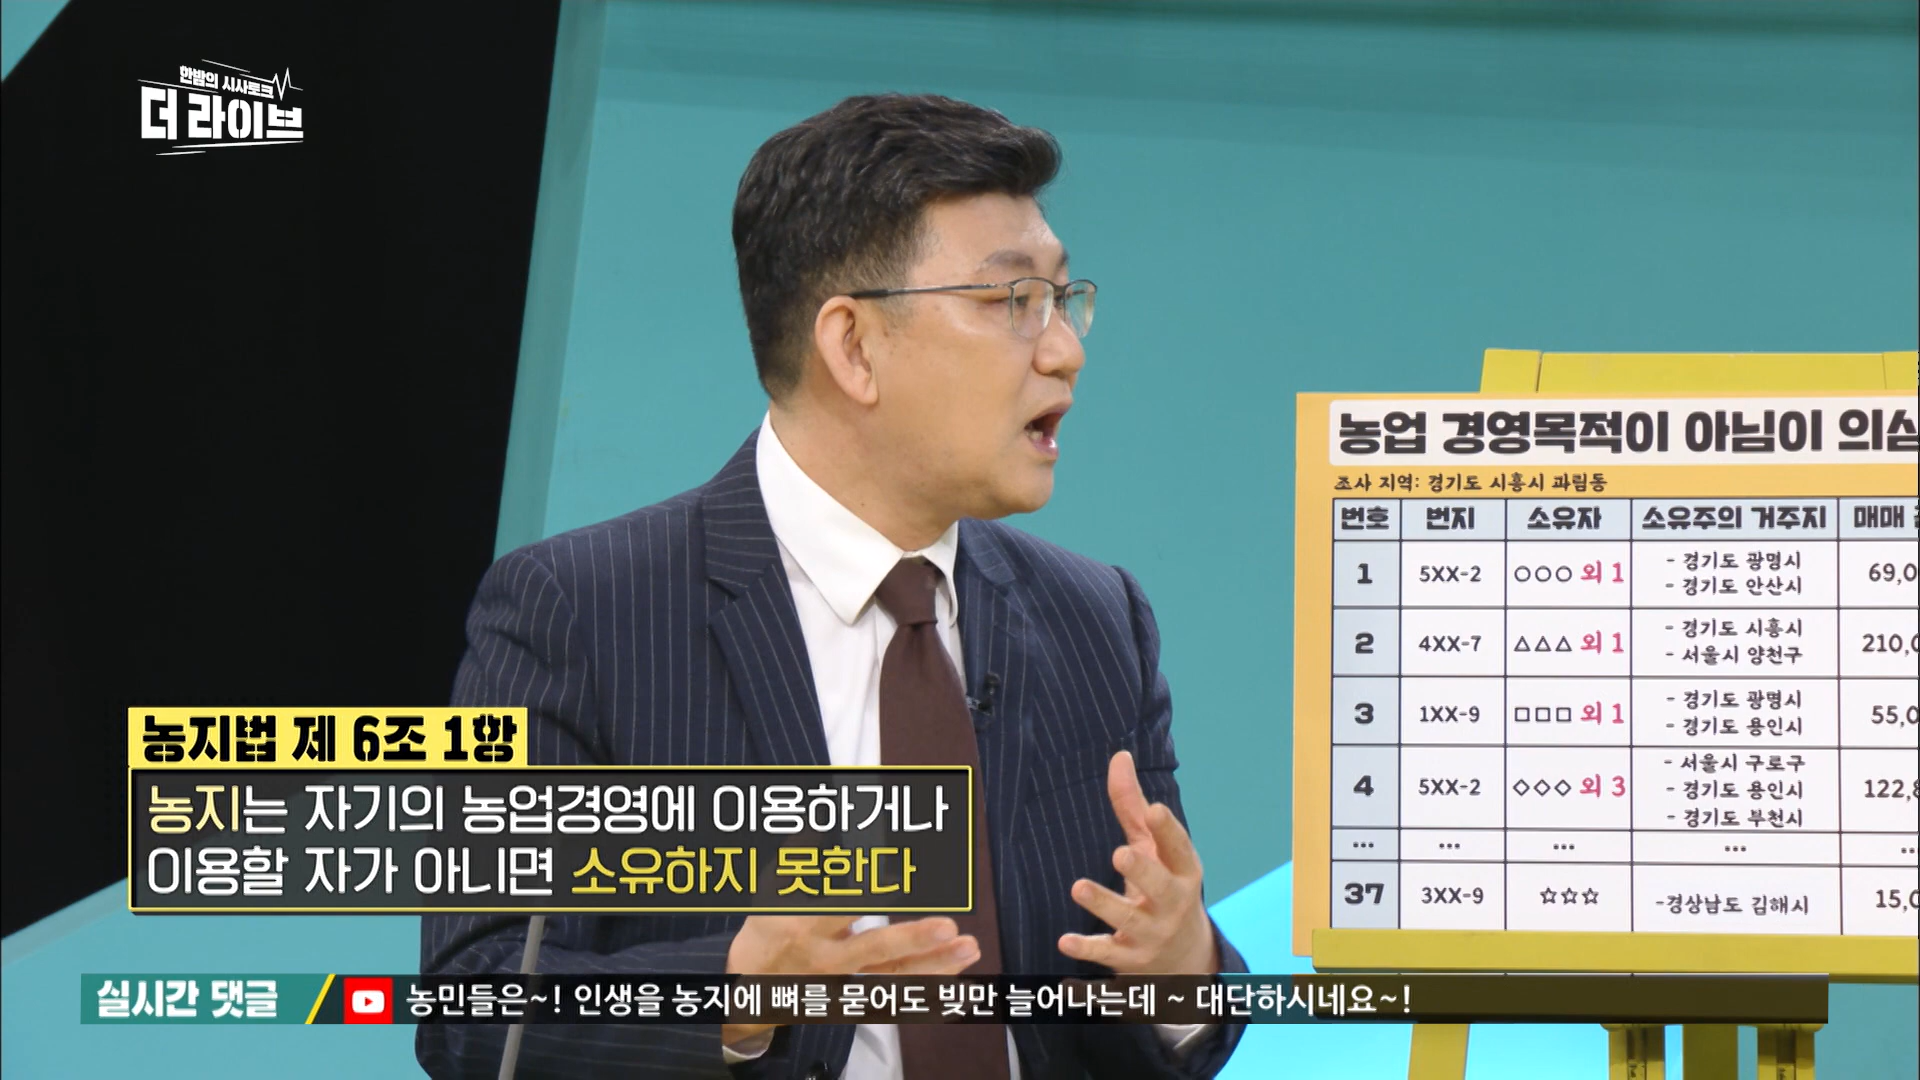 한밤의 시사토크
더 라이브
농업 경영목적이 아님이 의심
조사 지역: 경기도 시흥시 과림동
번호 번지 소유자 소유주의 거주지 매매
1 5XX-2 ○○○ 외 1 - 경기도 광명시 - 경기도 안산시 69,0
2 4XX-7 △△△ 외 1 - 경기도 시흥시 - 서울시 양천구 210,0
3 1XX-9 □□□ 외 1 - 경기도 광명시 - 경기도 용인시 55,0
4 5XX-2 ◇◇◇ 외 3 - 서울시 구로구 - 경기도 용인시 - 경기도 부천시 122,8
... ... ... ... ...
37 3XX-9 ☆☆☆ -경상남도 김해시 15,0
농지법 제 6조 1항
농지는 자기의 농업경영에 이용하거나
이용할 자가 아니면 소유하지 못한다
실시간 댓글 농민들은~! 인생을 농지에 뼈를 묻어도 빚만 늘어나는데 ~ 대단하시네요~!